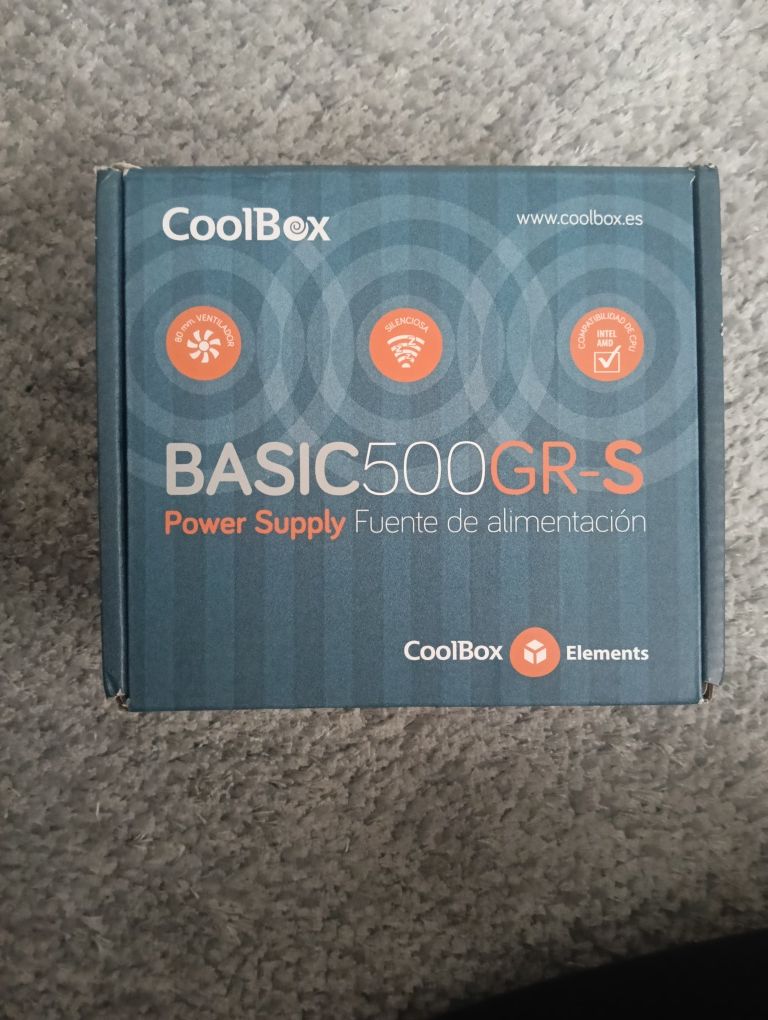 CoolBox
www.coolbox.es
80 mm. VENTILADOR
SILENCIOSA
COMPATIBILIDAD DE CPU
INTEL
AMD
BASIC500GR-S
Power Supply Fuente de alimentación
CoolBox Elements